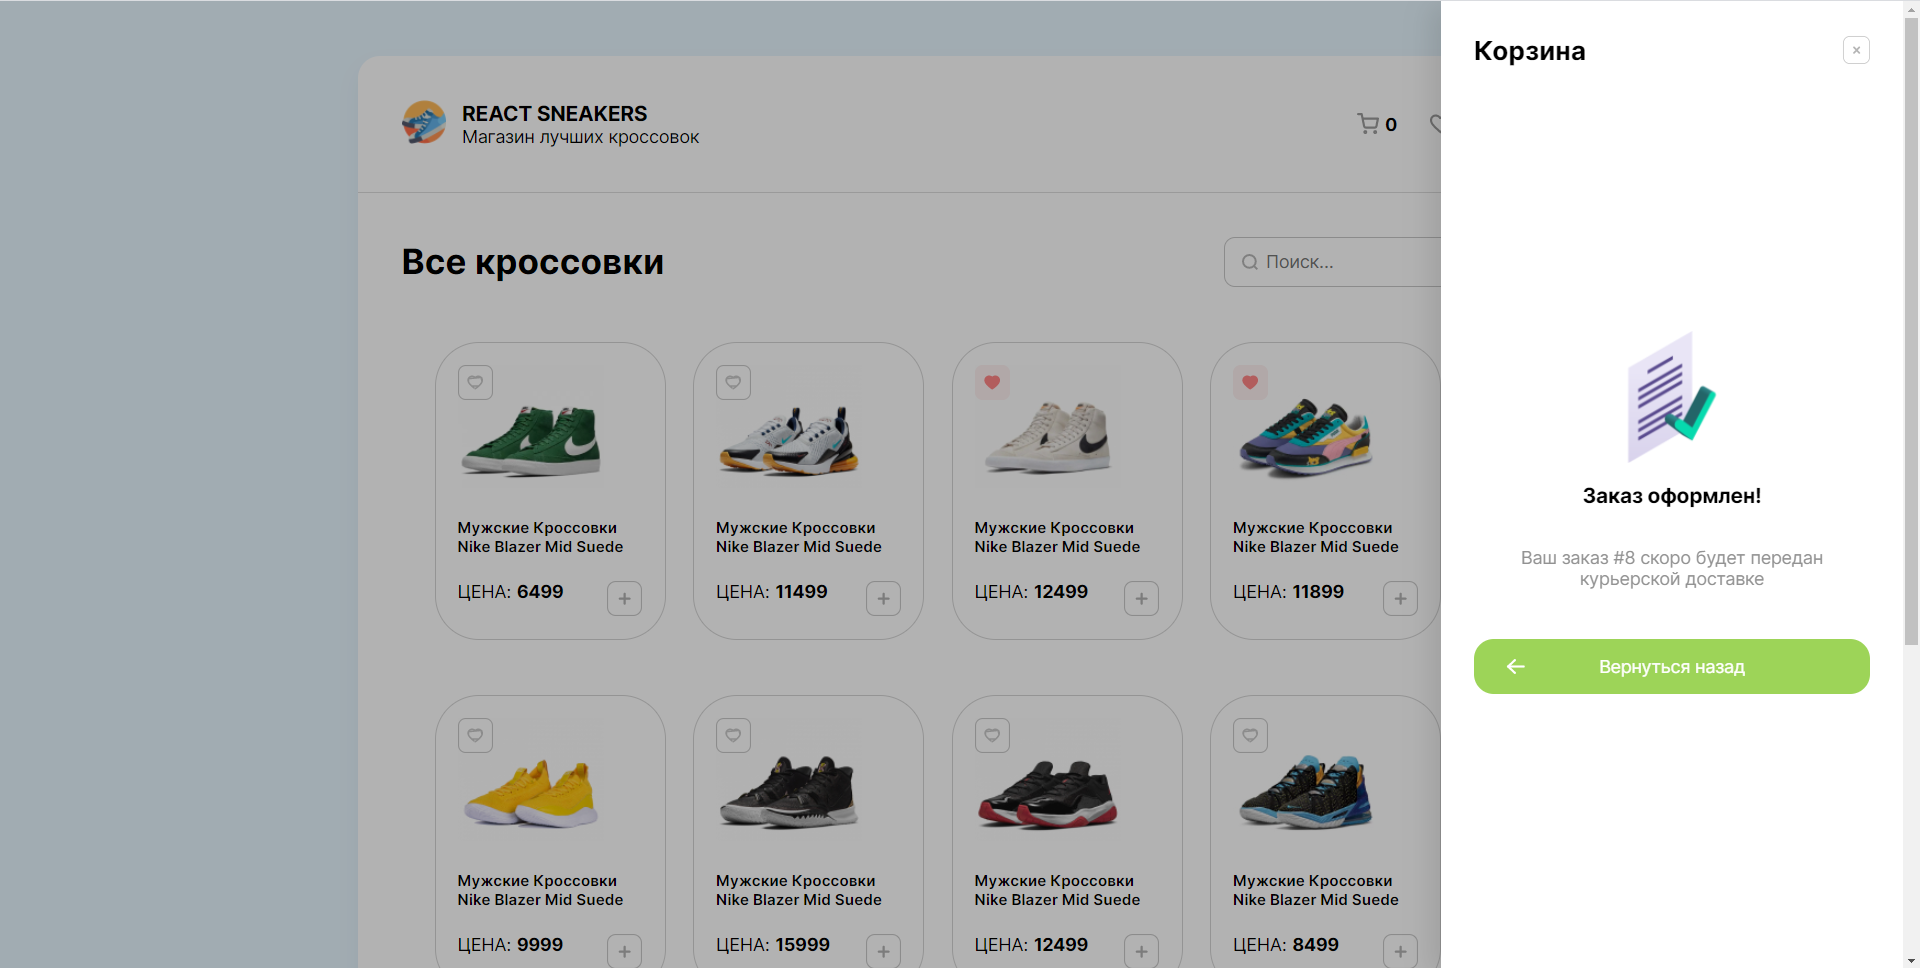 REACT SNEAKERS
Магазин лучших кроссовок
0
Все кроссовки
Поиск...
Мужские Кроссовки
Nike Blazer Mid Suede
ЦЕНА: 6499
Мужские Кроссовки
Nike Blazer Mid Suede
ЦЕНА: 11499
Мужские Кроссовки
Nike Blazer Mid Suede
ЦЕНА: 12499
Мужские Кроссовки
Nike Blazer Mid Suede
ЦЕНА: 11899
Мужские Кроссовки
Nike Blazer Mid Suede
ЦЕНА: 9999
Мужские Кроссовки
Nike Blazer Mid Suede
ЦЕНА: 15999
Мужские Кроссовки
Nike Blazer Mid Suede
ЦЕНА: 12499
Мужские Кроссовки
Nike Blazer Mid Suede
ЦЕНА: 8499
Корзина
Заказ оформлен!
Ваш заказ #8 скоро будет передан
курьерской доставке
Вернуться назад